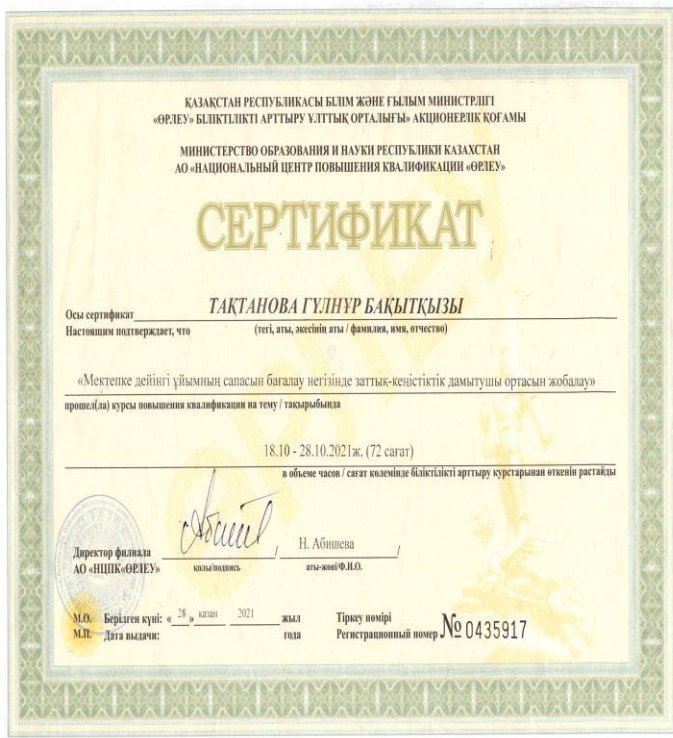 ҚАЗАҚСТАН РЕСПУБЛИКАСЫ БІЛІМ ЖӘНЕ ҒЫЛЫМ МИНИСТРЛІГІ
«ӨРЛЕУ» БІЛІКТІЛІКТІ АРТТЫРУ ҰЛТТЫҚ ОРТАЛЫҒЫ» АКЦИОНЕРЛІК ҚОҒАМЫ
МИНИСТЕРСТВО ОБРАЗОВАНИЯ И НАУКИ РЕСПУБЛИКИ КАЗАХСТАН
АО «НАЦИОНАЛЬНЫЙ ЦЕНТР ПОВЫШЕНИЯ КВАЛИФИКАЦИИ «ӨРЛЕУ»
СЕРТИФИКАТ
Осы сертификат ТАҚТАНОВА ГҮЛНҰР БАҚЫТҚЫЗЫ
Настоящим подтверждает, что (тегі, аты, әкесінің аты / фамилия, имя, отчество)
«Мектепке дейінгі ұйымның сапасын бағалау негізінде заттық-кеңістіктік дамытушы ортасын жобалау»
прошел(ла) курсы повышения квалификации на тему / тақырыбында
18.10 - 28.10.2021ж. (72 сағат)
в объеме часов / сағат көлемінде біліктілікті арттыру курстарынан өткенін растайды
Директор филиала / Н. Абишева /
АО «НЦПК«ӨРЛЕУ» қолы/подпись аты-жөні/Ф.И.О.
М.О. Берілген күні: « 28 » қазан 2021 жыл Тіркеу нөмірі
М.П. Дата выдачи: года Регистрационный номер № 0435917